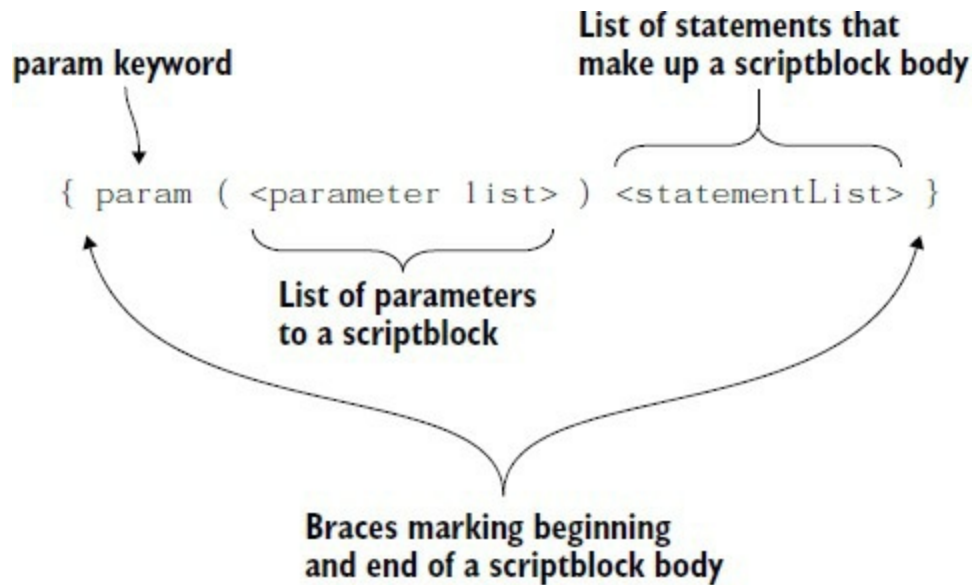 List of statements that
param keyword
make up a scriptblock body
{ param ( <parameter list> ) <statementList> }
List of parameters
to a scriptblock
Braces marking beginning
and end of a scriptblock body